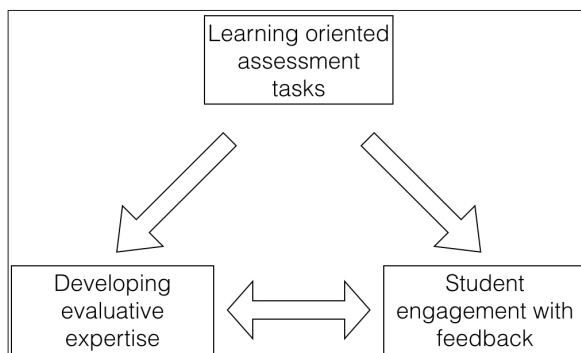 Learning oriented
assessment
tasks
Developing
evaluative
expertise
Student
engagement with
feedback